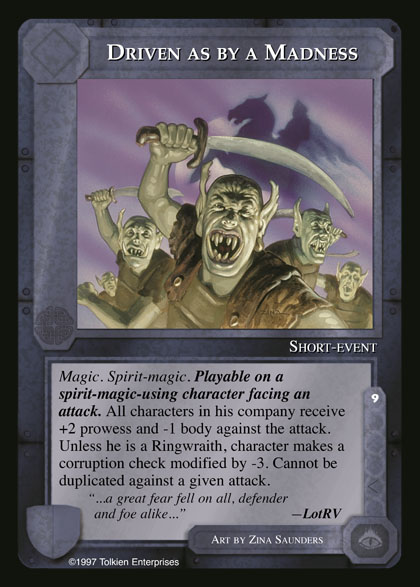 Driven as by a Madness
Short-event
Magic. Spirit-magic. Playable on a
spirit-magic-using character facing an
attack. All characters in his company receive
+2 prowess and -1 body against the attack.
Unless he is a Ringwraith, character makes a
corruption check modified by -3. Cannot be
duplicated against a given attack.
“...a great fear fell on all, defender
and foe alike...” –LotRV
9
Art by Zina Saunders
©1997 Tolkien Enterprises